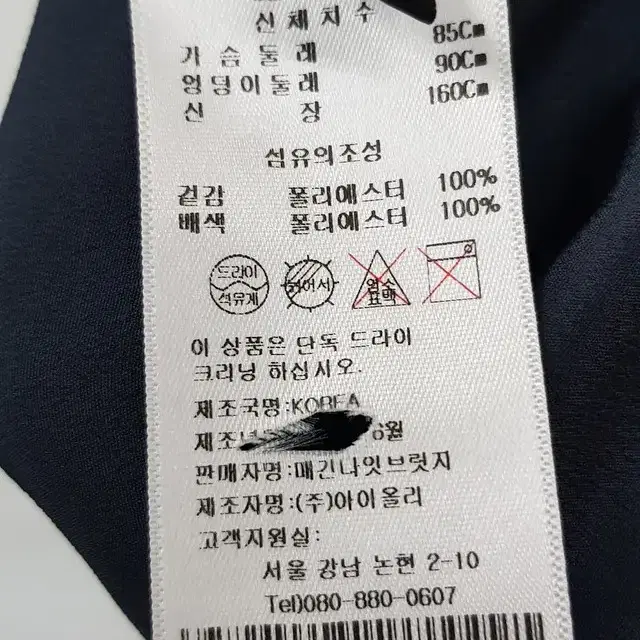 신체치수
가슴둘레 85Cm
엉덩이둘레 90Cm
신장 160Cm
섬유의조성
겉감 폴리에스터 100%
배색 폴리에스터 100%
드라이
석유계
염소
표백
이 상품은 단독 드라이
크리닝 하십시오.
제조국명:KOREA
제조 6월
판매자명:매긴나잇브릿지
제조자명:(주)아이올리
고객지원실:
서울 강남 논현 2-10
Tel)080-880-0607